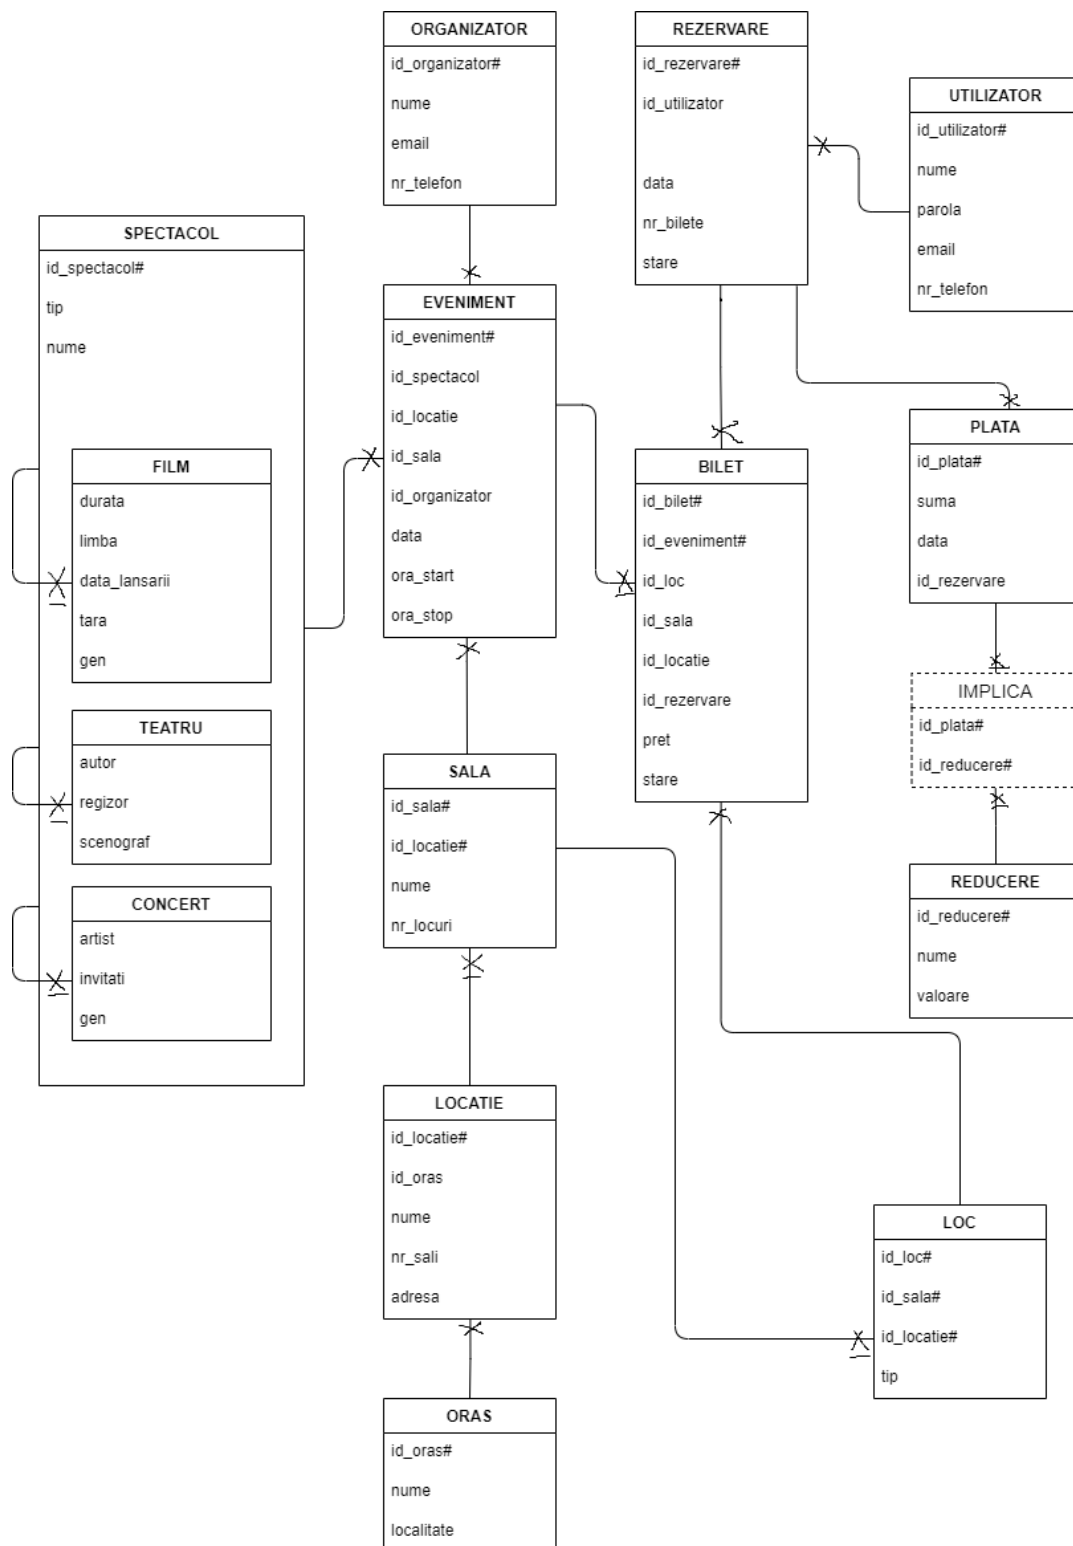 ORGANIZATOR
id_organizator#
nume
email
nr_telefon
REZERVARE
id_rezervare#
id_utilizator
data
nr_bilete
stare
UTILIZATOR
id_utilizator#
nume
parola
email
nr_telefon
SPECTACOL
id_spectacol#
tip
nume
FILM
durata
limba
data_lansarii
tara
gen
TEATRU
autor
regizor
scenograf
CONCERT
artist
invitati
gen
EVENIMENT
id_eveniment#
id_spectacol
id_locatie
id_sala
id_organizator
data
ora_start
ora_stop
BILET
id_bilet#
id_eveniment#
id_loc
id_sala
id_locatie
id_rezervare
pret
stare
PLATA
id_plata#
suma
data
id_rezervare
IMPLICA
id_plata#
id_reducere#
REDUCERE
id_reducere#
nume
valoare
SALA
id_sala#
id_locatie#
nume
nr_locuri
LOCATIE
id_locatie#
id_oras
nume
nr_sali
adresa
LOC
id_loc#
id_sala#
id_locatie#
tip
ORAS
id_oras#
nume
localitate